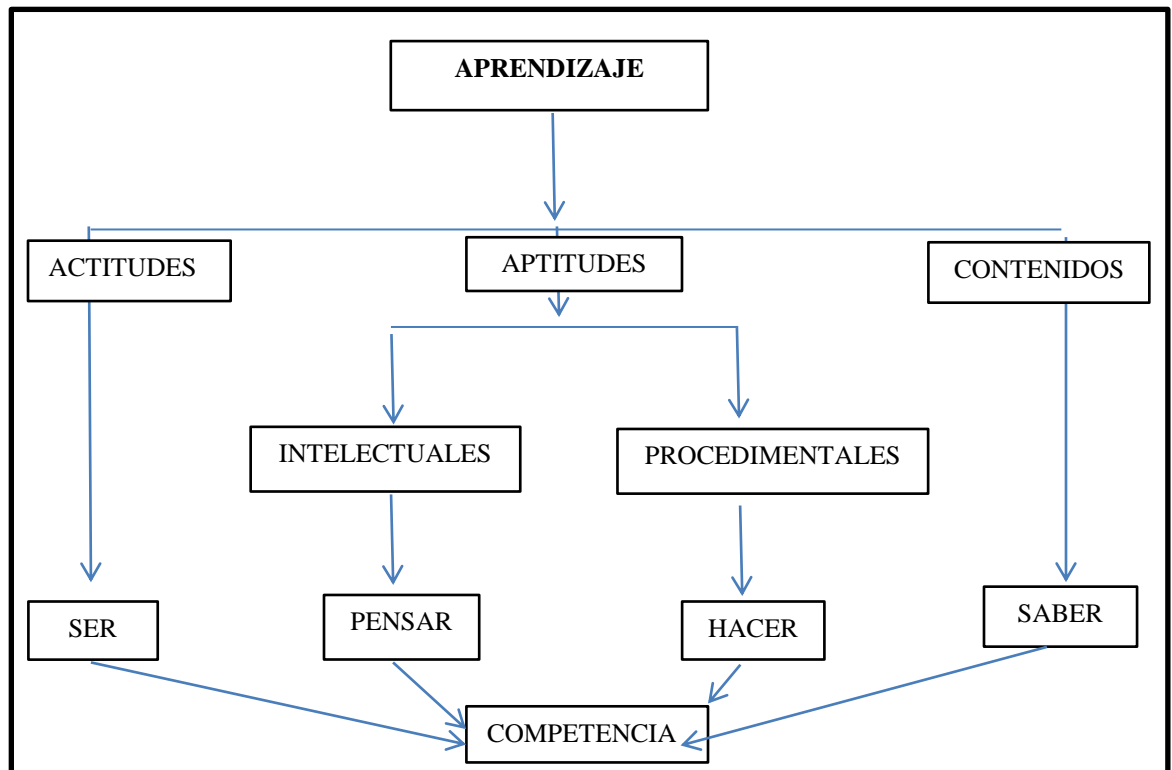 APRENDIZAJE
ACTITUDES
APTITUDES
CONTENIDOS
INTELECTUALES
PROCEDIMENTALES
SER
PENSAR
HACER
SABER
COMPETENCIA